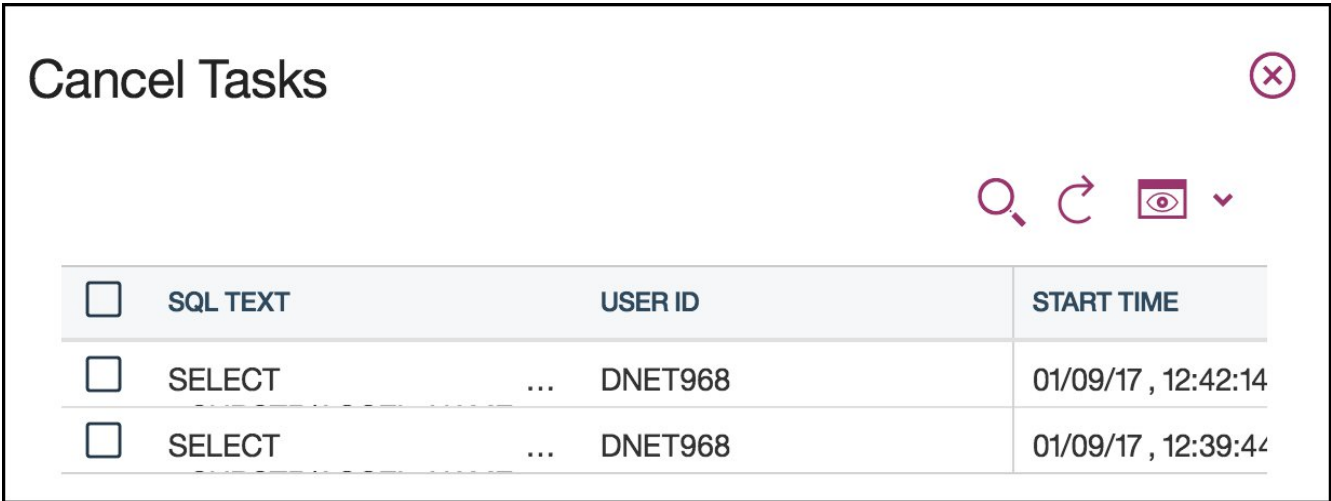 Cancel Tasks
SQL TEXT USER ID START TIME
SELECT ... DNET968 01/09/17 , 12:42:14
SELECT ... DNET968 01/09/17 , 12:39:44